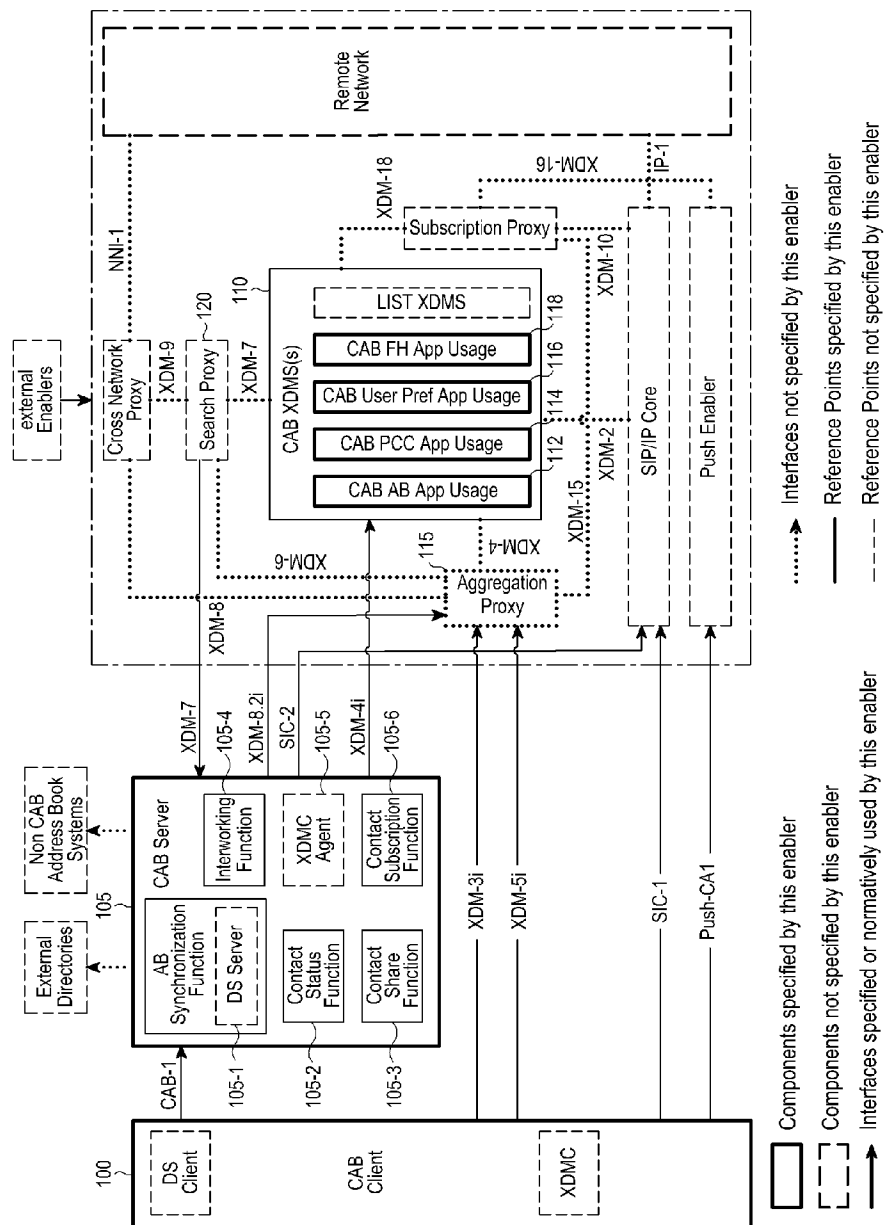 100
DS
Client
CAB
Client
XDMC
CAB-1
105
External
Directories
Non CAB
Address Book
Systems
CAB Server
AB
Synchronization
Function
DS Server
105-1
Contact
Status
Function
105-2
Contact
Share
Function
105-3
Interworking
Function
105-4
XDMC
Agent
105-5
Contact
Subscription
Function
105-6
XDM-7
XDM-8
XDM-8.2i
SIC-2
XDM-4i
XDM-3i
XDM-5i
SIC-1
Push-CA1
external
Enablers
Cross Network
Proxy
NNI-1
XDM-9
120
Search Proxy
XDM-7
XDM-6
110
CAB XDMS(s)
LIST XDMS
CAB FH App Usage
118
CAB User Pref App Usage
116
CAB PCC App Usage
114
CAB AB App Usage
112
XDM-4
115
Aggregation
Proxy
XDM-15
XDM-2
XDM-10
XDM-18
Subscription Proxy
XDM-16
IP-1
SIP/IP Core
Push Enabler
Remote
Network
Components specified by this enabler
Components not specified by this enabler
Interfaces specified or normatively used by this enabler
Interfaces not specified by this enabler
Reference Points specified by this enabler
Reference Points not specified by this enabler